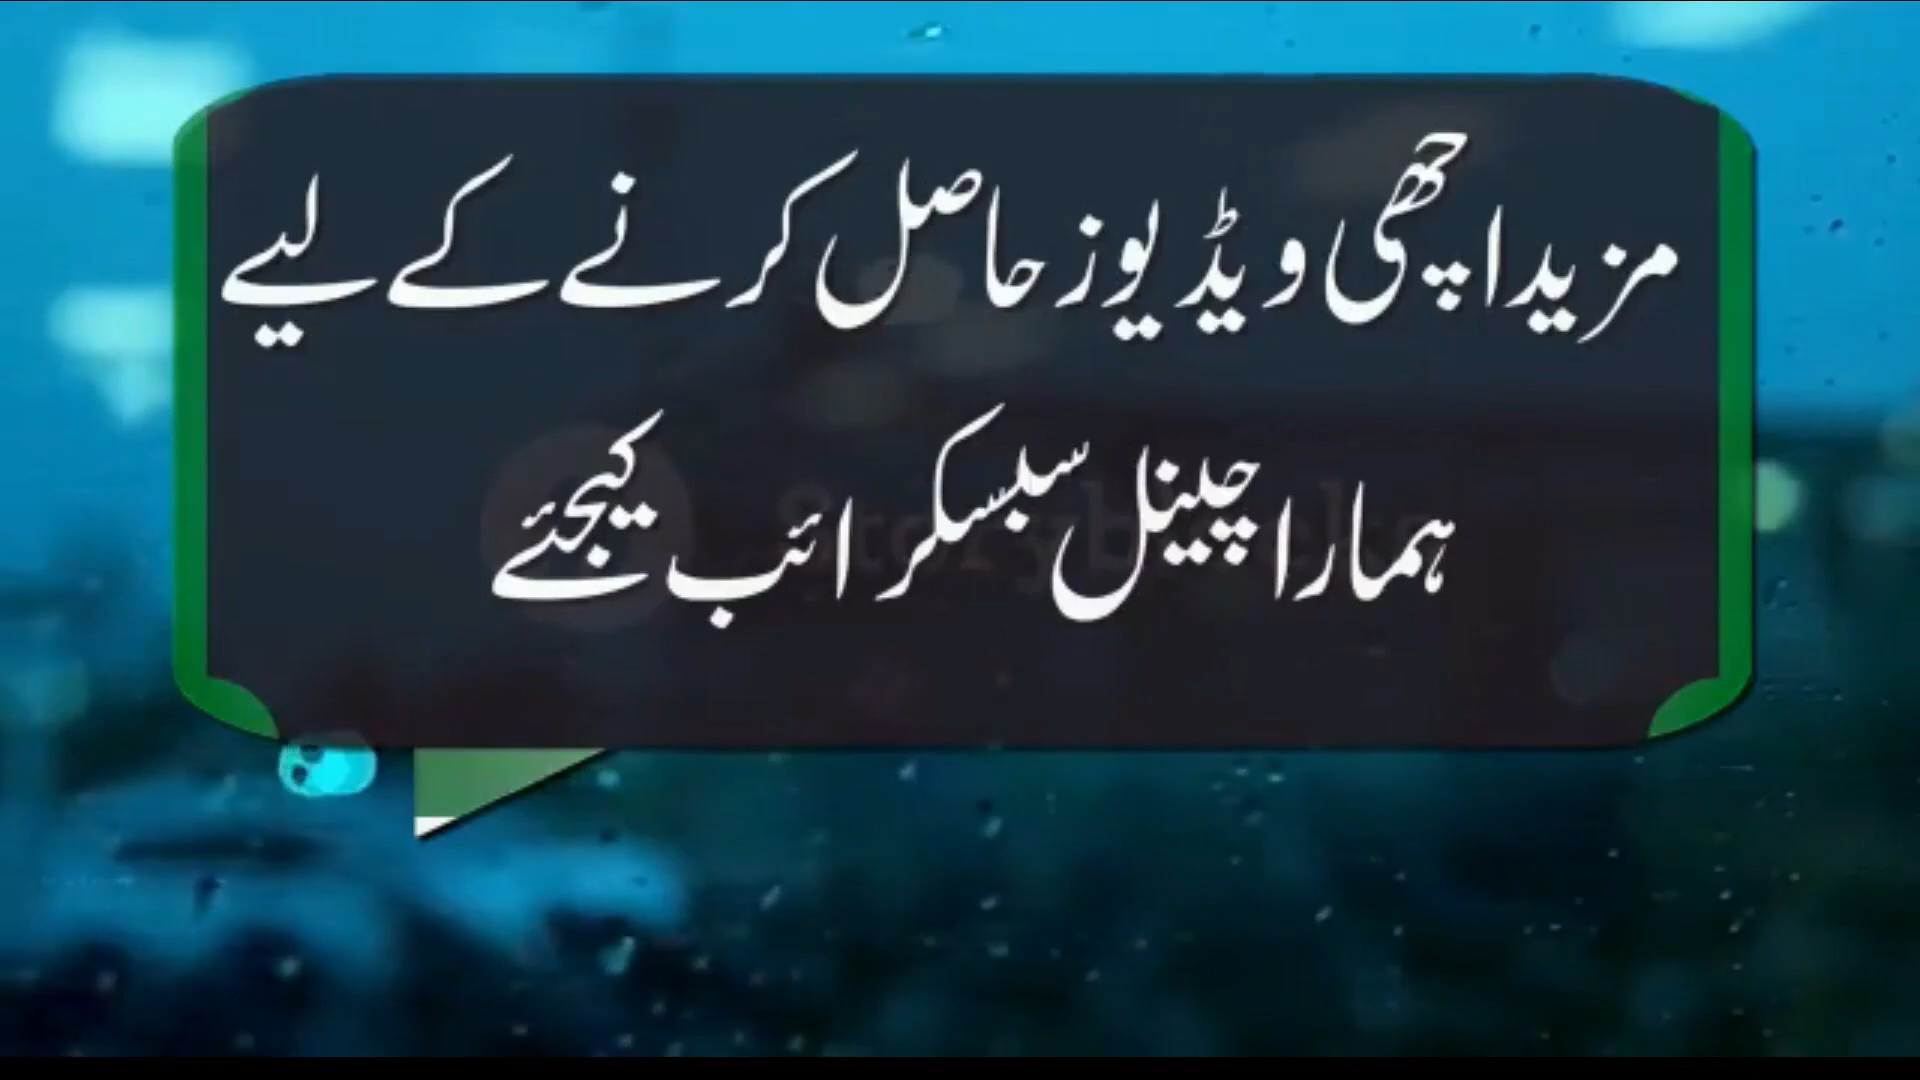 مزید اچھی ویڈیوز حاصل کرنے کے لیے
ہمارا چینل سبسکرائب کیجئے